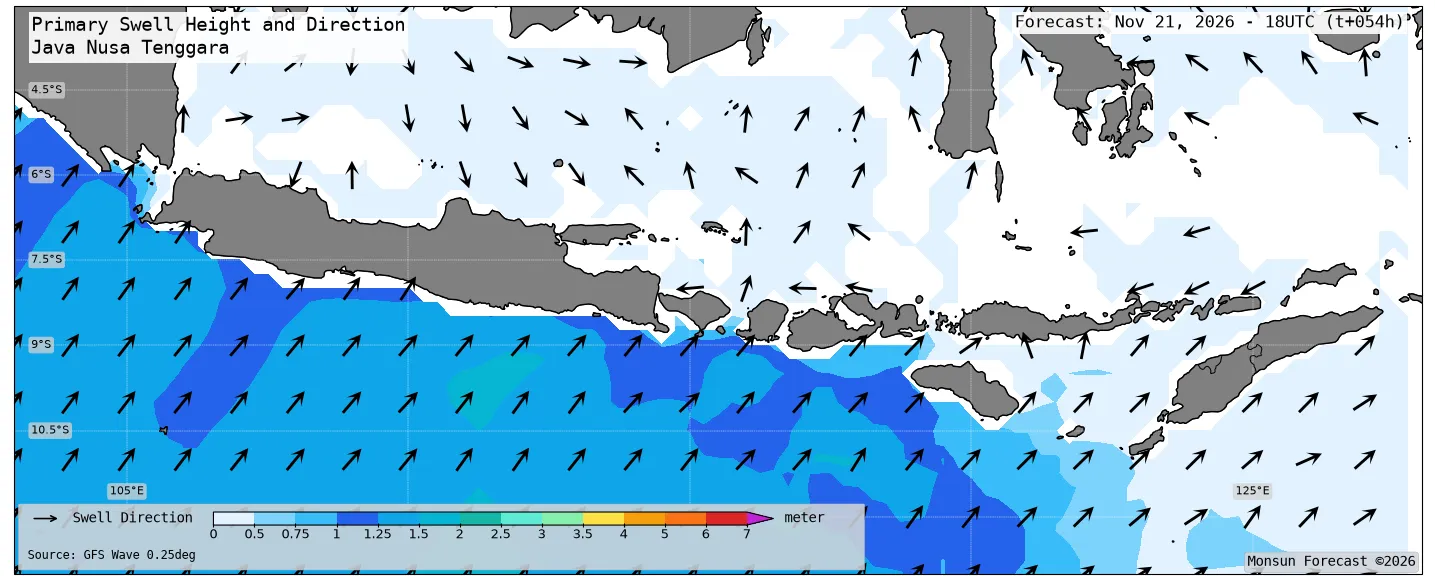 Primary Swell Height and Direction
Java Nusa Tenggara
Forecast: Nov 21, 2026 - 18UTC (t+054h)
4.5°S
6°S
7.5°S
9°S
10.5°S
105°E
125°E
Swell Direction
0 0.5 0.75 1 1.25 1.5 2 2.5 3 3.5 4 5 6 7
meter
Source: GFS Wave 0.25deg
Monsun Forecast ©2026